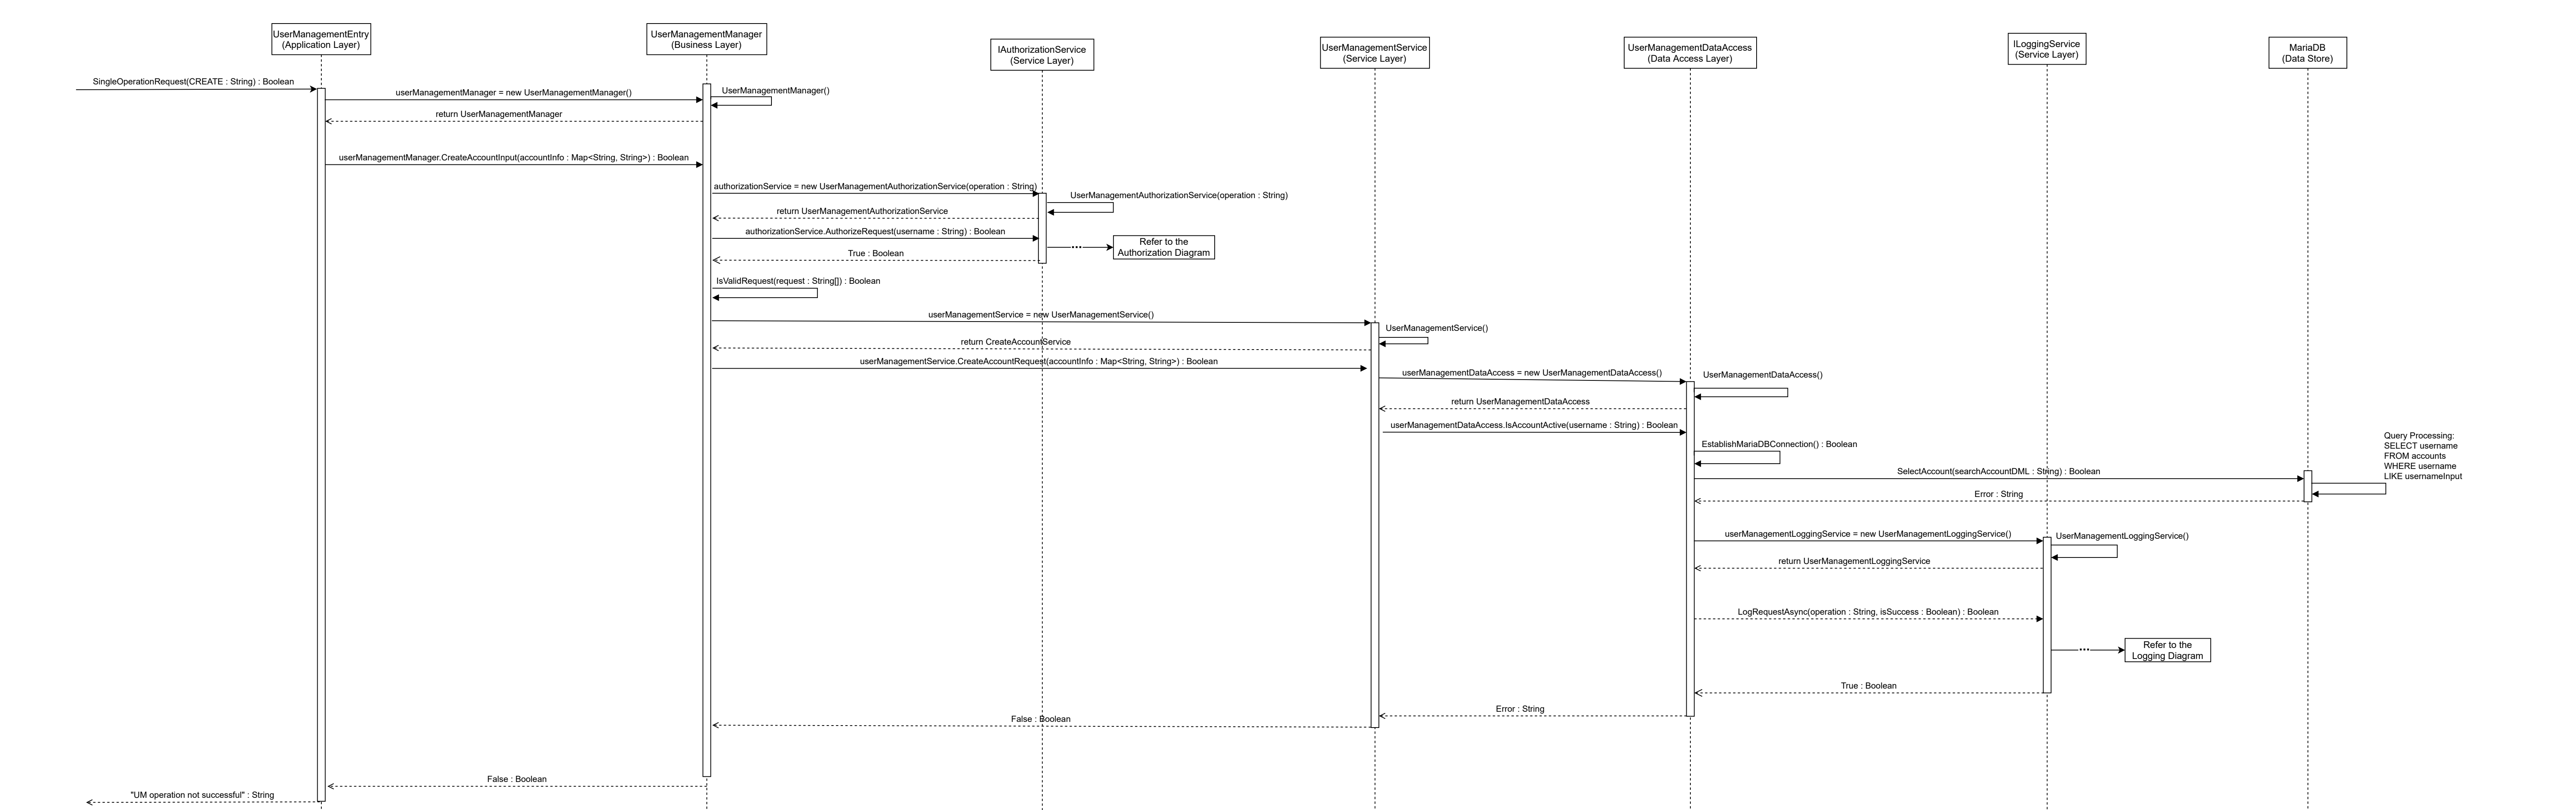 UserManagementEntry
(Application Layer)
UserManagementManager
(Business Layer)
IAuthorizationService
(Service Layer)
UserManagementService
(Service Layer)
UserManagementDataAccess
(Data Access Layer)
ILoggingService
(Service Layer)
MariaDB
(Data Store)
SingleOperationRequest(CREATE : String) : Boolean
userManagementManager = new UserManagementManager()
UserManagementManager()
return UserManagementManager
userManagementManager.CreateAccountInput(accountInfo : Map<String, String>) : Boolean
authorizationService = new UserManagementAuthorizationService(operation : String)
UserManagementAuthorizationService(operation : String)
return UserManagementAuthorizationService
authorizationService.AuthorizeRequest(username : String) : Boolean
Refer to the
Authorization Diagram
True : Boolean
IsValidRequest(request : String[]) : Boolean
userManagementService = new UserManagementService()
UserManagementService()
return CreateAccountService
userManagementService.CreateAccountRequest(accountInfo : Map<String, String>) : Boolean
userManagementDataAccess = new UserManagementDataAccess()
UserManagementDataAccess()
return UserManagementDataAccess
userManagementDataAccess.IsAccountActive(username : String) : Boolean
EstablishMariaDBConnection() : Boolean
Query Processing:
SELECT username
FROM accounts
WHERE username
LIKE usernameInput
SelectAccount(searchAccountDML : String) : Boolean
Error : String
userManagementLoggingService = new UserManagementLoggingService()
UserManagementLoggingService()
return UserManagementLoggingService
LogRequestAsync(operation : String, isSuccess : Boolean) : Boolean
Refer to the
Logging Diagram
True : Boolean
Error : String
False : Boolean
False : Boolean
"UM operation not successful" : String